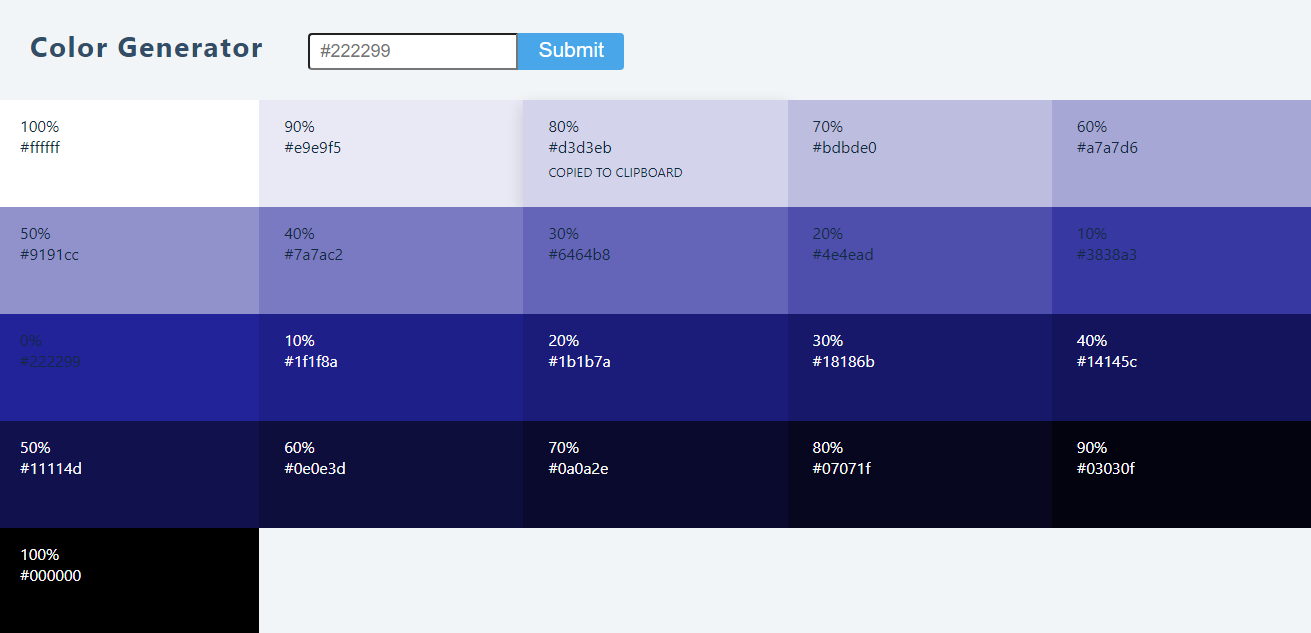 Color Generator
#222299
Submit
100%
#ffffff
90%
#e9e9f5
80%
#d3d3eb
COPIED TO CLIPBOARD
70%
#bdbde0
60%
#a7a7d6
50%
#9191cc
40%
#7a7ac2
30%
#6464b8
20%
#4e4ead
10%
#3838a3
0%
#222299
10%
#1f1f8a
20%
#1b1b7a
30%
#18186b
40%
#14145c
50%
#11114d
60%
#0e0e3d
70%
#0a0a2e
80%
#07071f
90%
#03030f
100%
#000000